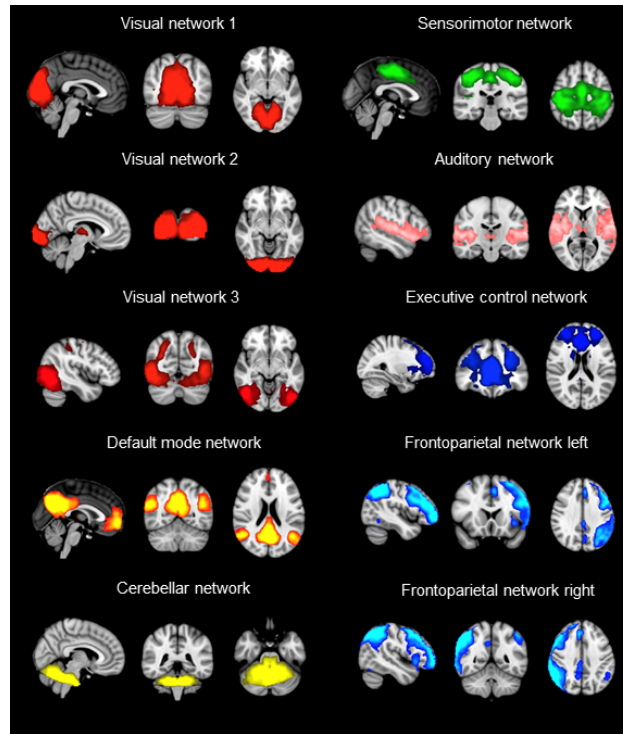 Visual network 1
Sensorimotor network
Visual network 2
Auditory network
Visual network 3
Executive control network
Default mode network
Frontoparietal network left
Cerebellar network
Frontoparietal network right